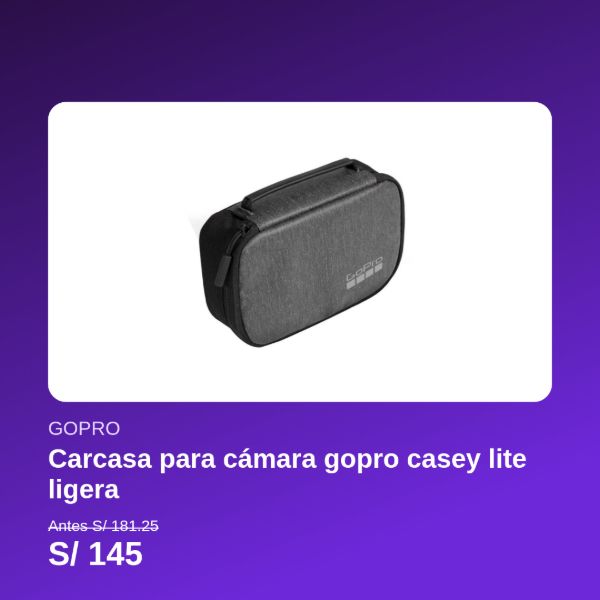 GoPro
GOPRO
Carcasa para cámara gopro casey lite
ligera
Antes S/ 181.25
S/ 145